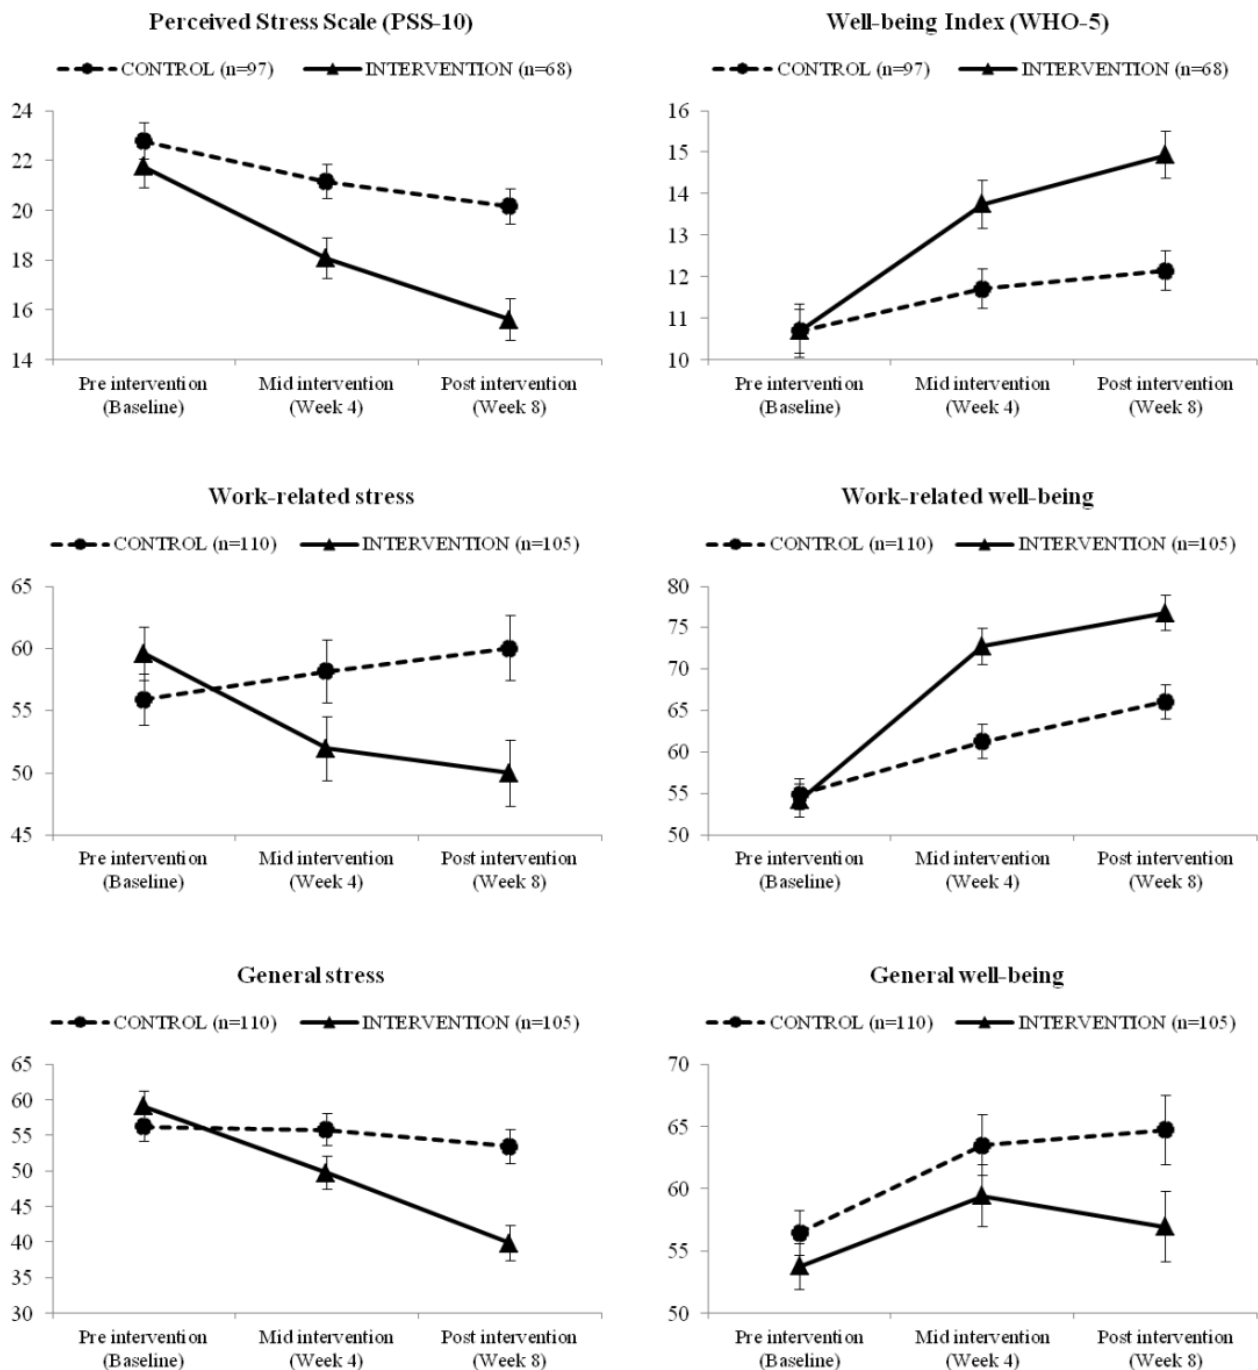 Perceived Stress Scale (PSS-10)
CONTROL (n=97) INTERVENTION (n=68)
24
22
20
18
16
14
Pre intervention (Baseline)
Mid intervention (Week 4)
Post intervention (Week 8)
Well-being Index (WHO-5)
CONTROL (n=97) INTERVENTION (n=68)
16
15
14
13
12
11
10
Pre intervention (Baseline)
Mid intervention (Week 4)
Post intervention (Week 8)
Work-related stress
CONTROL (n=110) INTERVENTION (n=105)
65
60
55
50
45
Pre intervention (Baseline)
Mid intervention (Week 4)
Post intervention (Week 8)
Work-related well-being
CONTROL (n=110) INTERVENTION (n=105)
80
75
70
65
60
55
50
Pre intervention (Baseline)
Mid intervention (Week 4)
Post intervention (Week 8)
General stress
CONTROL (n=110) INTERVENTION (n=105)
65
60
55
50
45
40
35
30
Pre intervention (Baseline)
Mid intervention (Week 4)
Post intervention (Week 8)
General well-being
CONTROL (n=110) INTERVENTION (n=105)
70
65
60
55
50
Pre intervention (Baseline)
Mid intervention (Week 4)
Post intervention (Week 8)